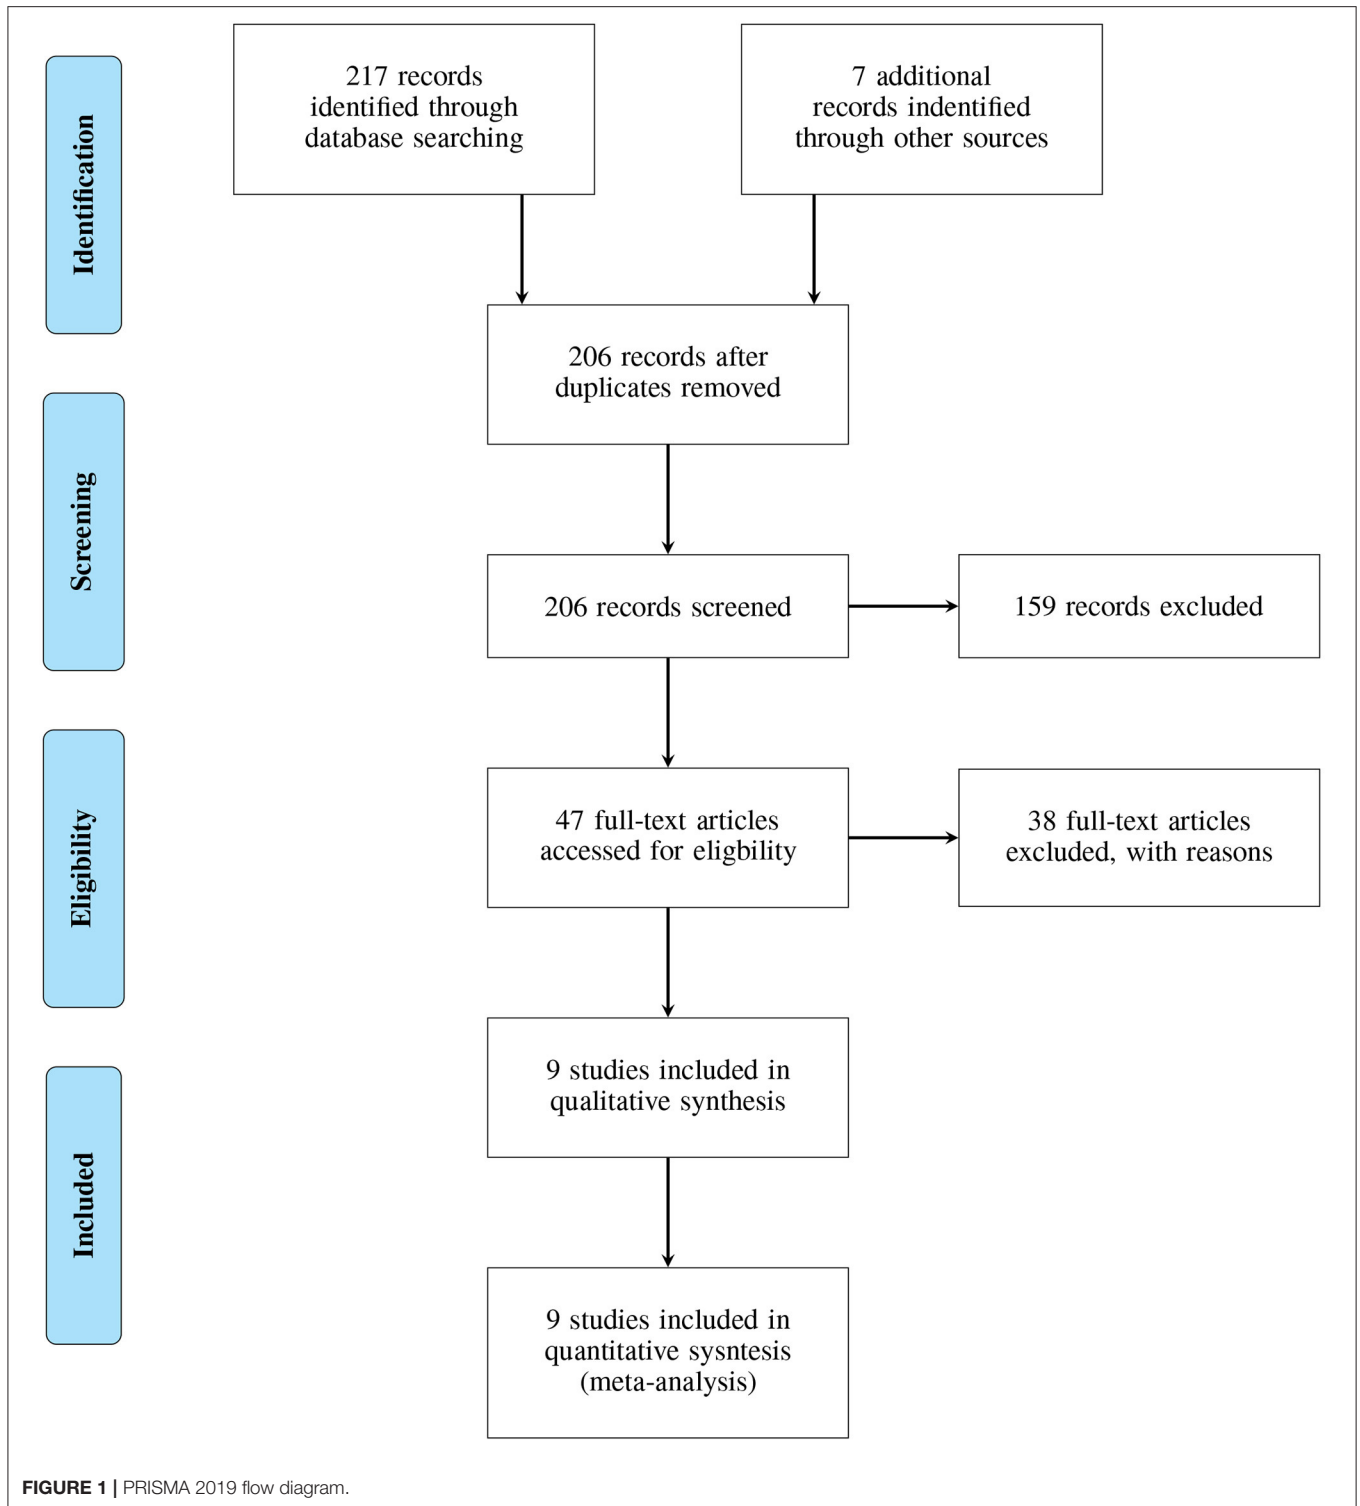 Identification
217 records
identified through
database searching
7 additional
records indentified
through other sources
206 records after
duplicates removed
Screening
206 records screened
159 records excluded
Eligibility
47 full-text articles
accessed for eligbility
38 full-text articles
excluded, with reasons
Included
9 studies included in
qualitative synthesis
9 studies included in
quantitative sysntesis
(meta-analysis)
FIGURE 1 | PRISMA 2019 flow diagram.